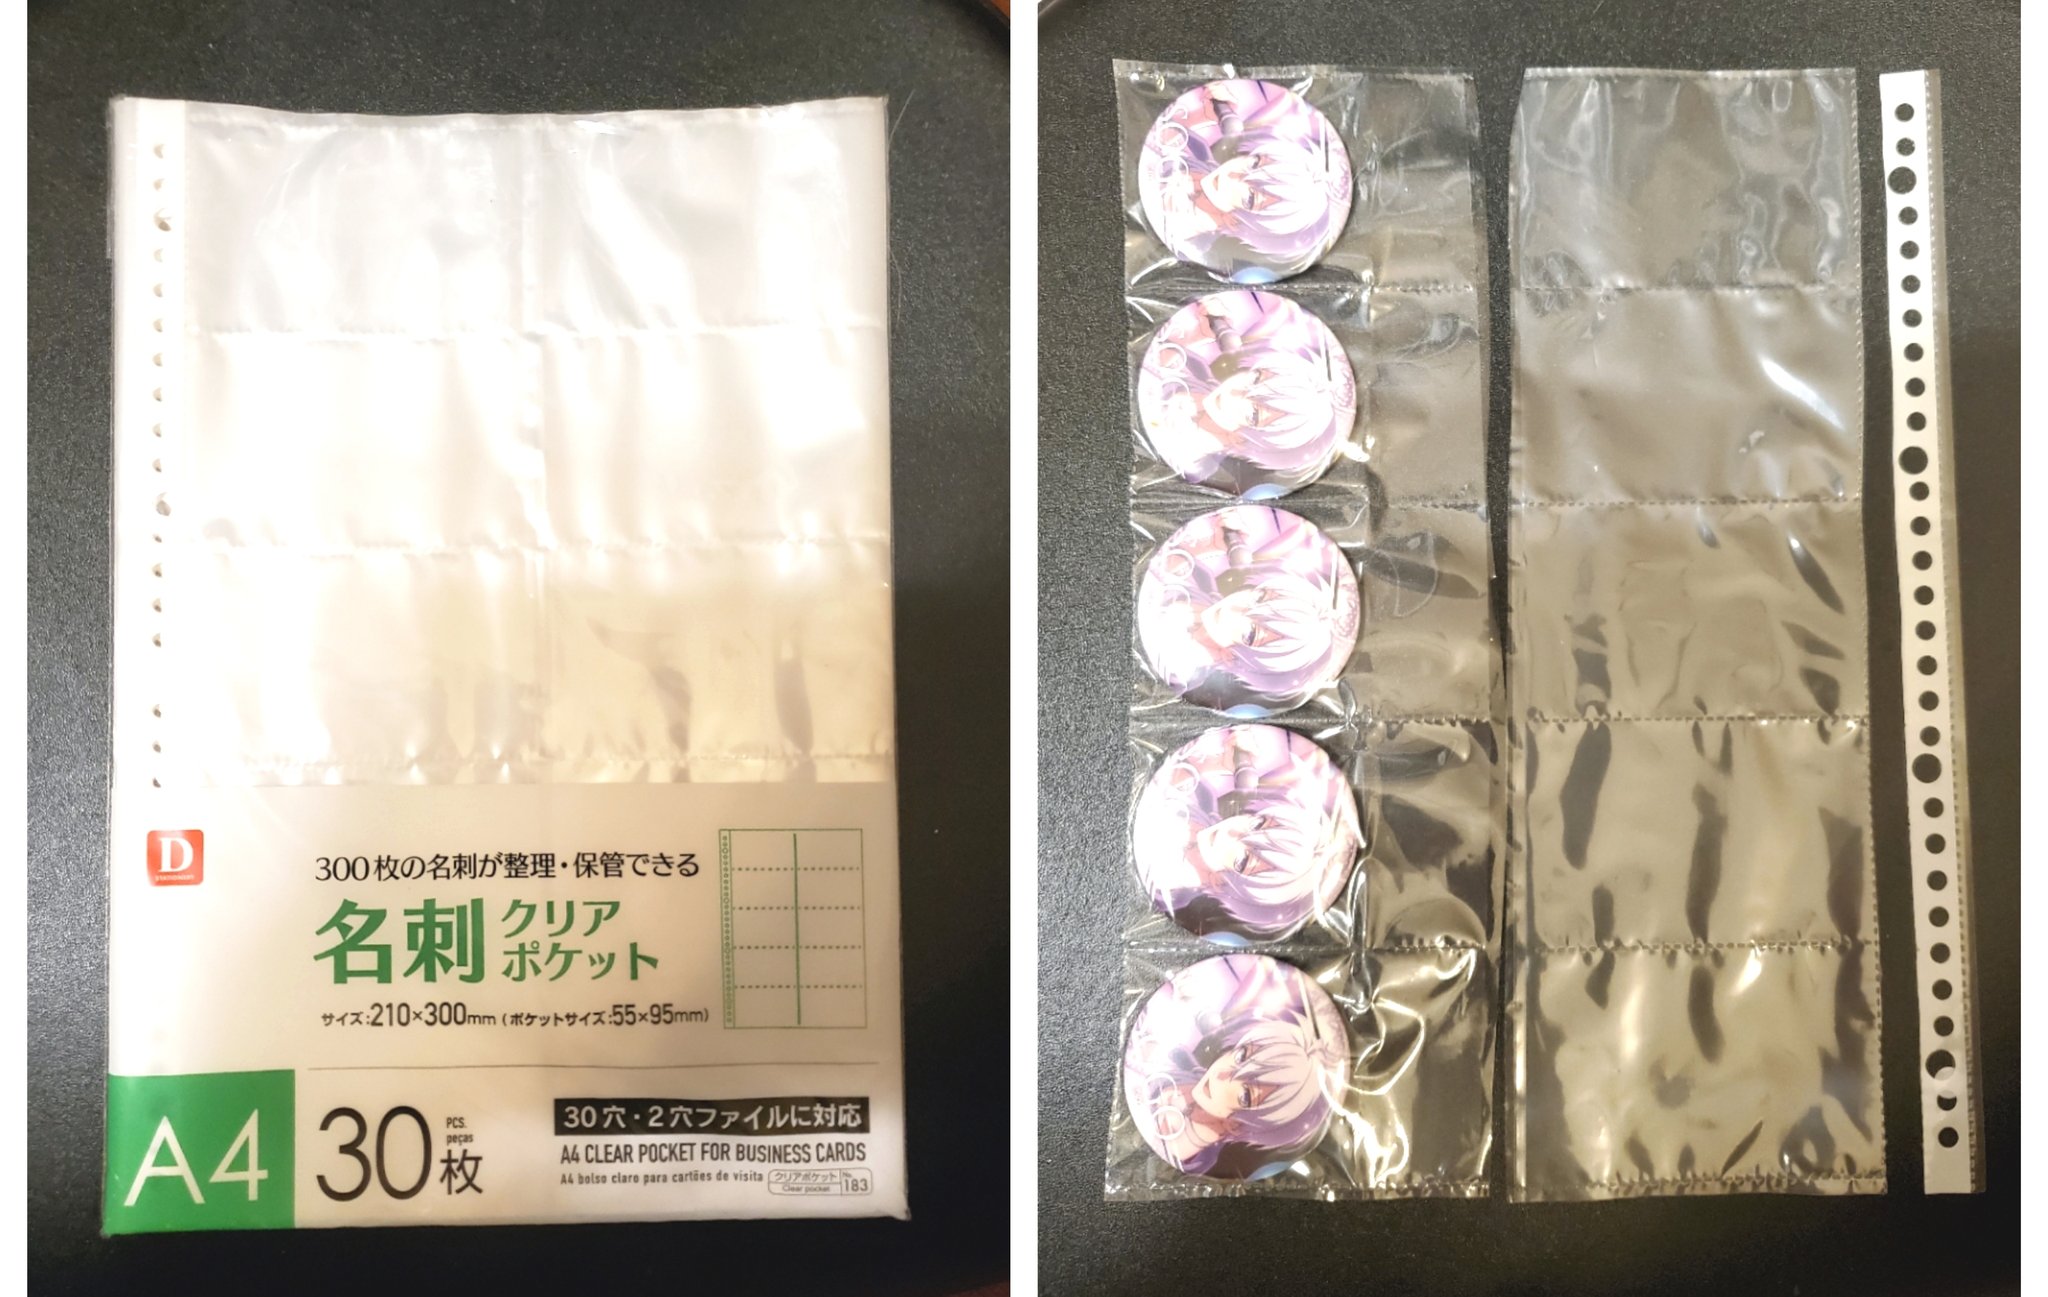 D
300枚の名刺が整理・保管できる
名刺 クリアポケット
サイズ:210×300mm(ポケットサイズ:55×95mm)
A4
30枚
PCS.
peças
30穴・2穴ファイルに対応
A4 CLEAR POCKET FOR BUSINESS CARDS
A4 bolso claro para cartões de visita
クリアポケット
Clear pocket
No. 183